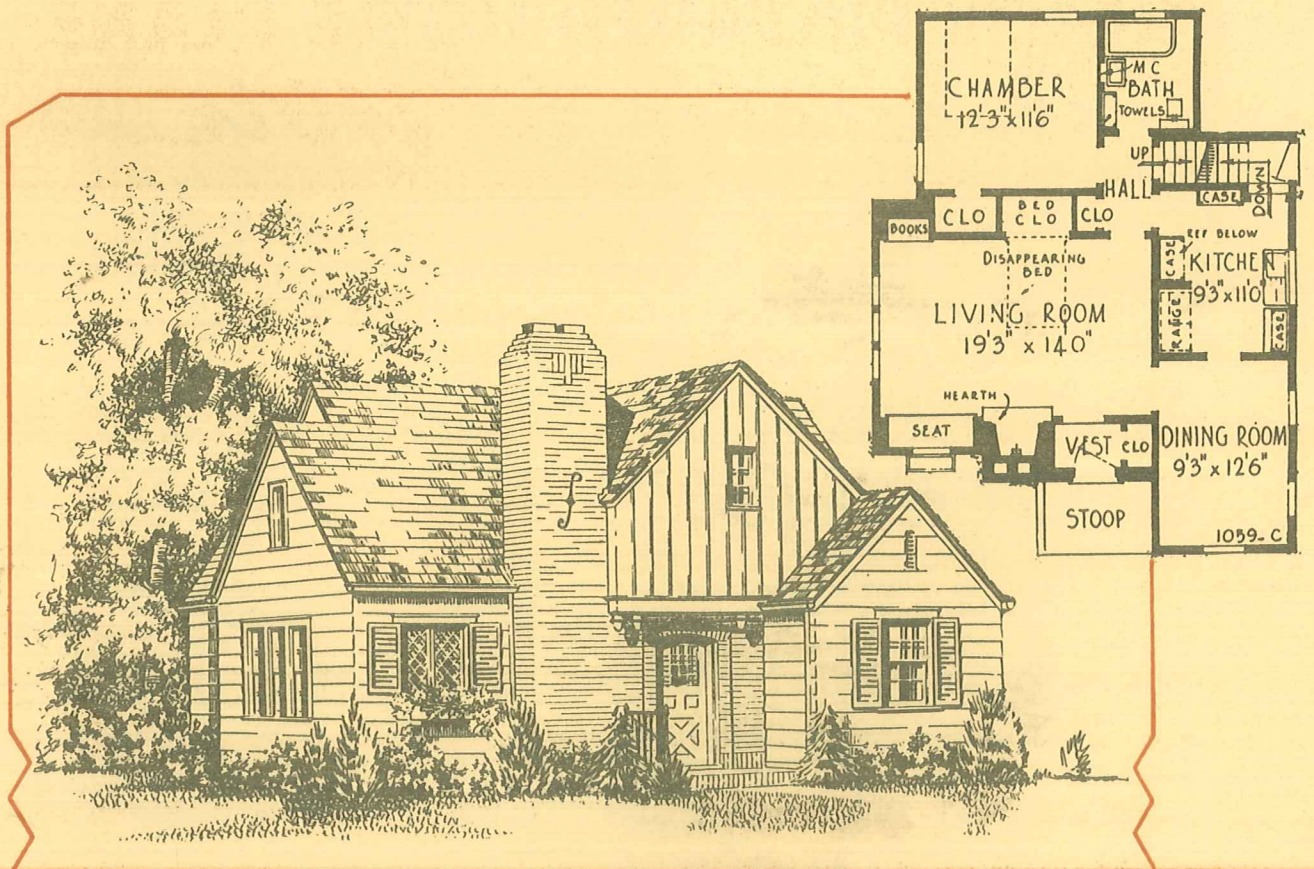 CHAMBER
12'3" x 11'6"
MC
BATH
TOWELS
UP
HALL
DOWN
CASE
BOOKS
CLO
BED
CLO
CLO
REF BELOW
CASE
KITCHEN
9'3" x 11'0"
DISAPPEARING
BED
RANGE
CASE
LIVING ROOM
19'3" x 14'0"
HEARTH
SEAT
VEST
CLO
DINING ROOM
9'3" x 12'6"
STOOP
1059-C